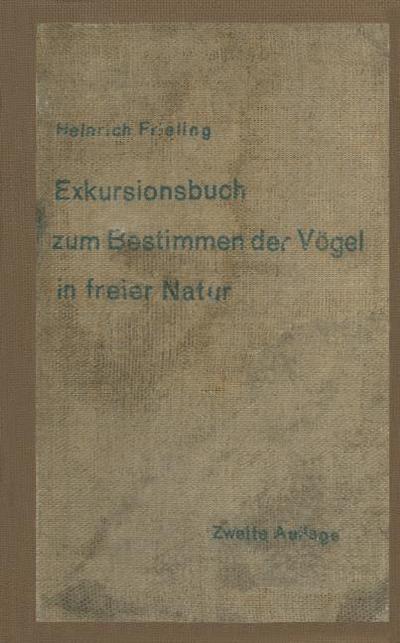 Heinrich Frieling
Exkursionsbuch
zum Bestimmen der Vögel
in freier Natur
Zweite Auflage